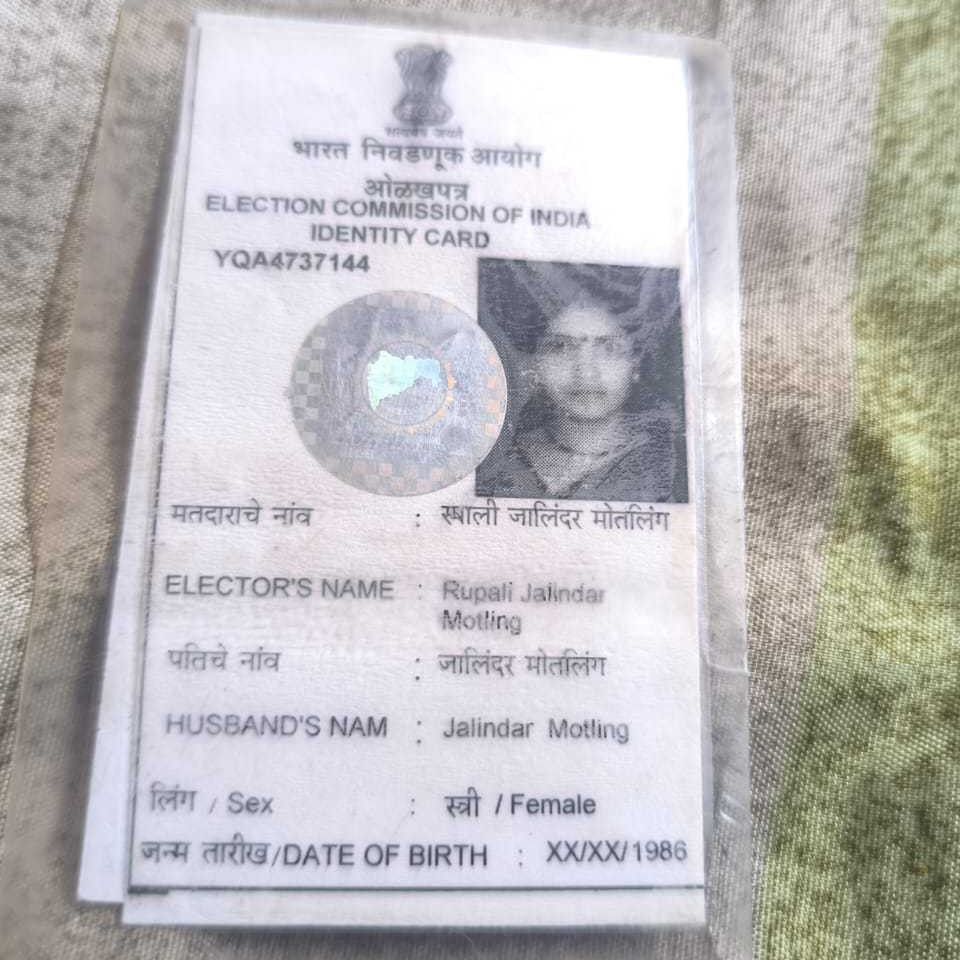 भारत निवडणूक आयोग
ओळखपत्र
ELECTION COMMISSION OF INDIA
IDENTITY CARD
YQA4737144
मतदाराचे नांव : जालिंदर मोतलिंग
ELECTOR'S NAME : Rupali Jalindar
Motling
पतिचे नांव : जालिंदर मोतलिंग
HUSBAND'S NAM : Jalindar Motling
लिंग / Sex : स्त्री / Female
जन्म तारीख/DATE OF BIRTH : XX/XX/1986